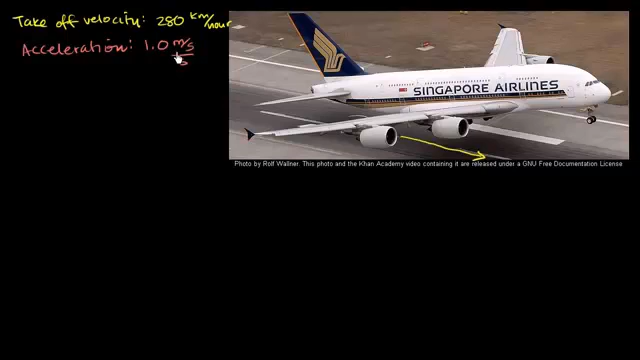 Take off velocity: 280 km/hour
Acceleration: 1.0 m/s
s
SINGAPORE AIRLINES
Photo by Rolf Wallner. This photo and the Khan Academy video containing it are released under a GNU Free Documentation License